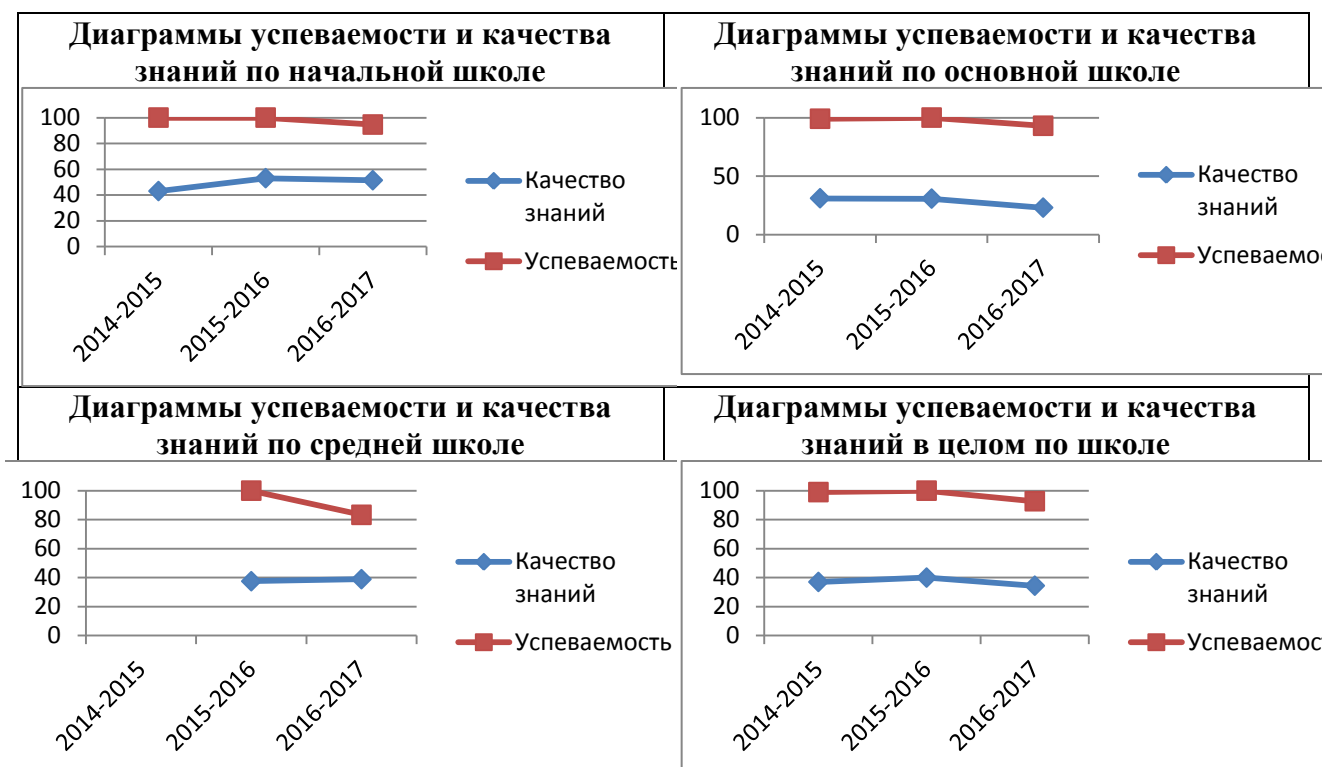 Диаграммы успеваемости и качества
знаний по начальной школе
100
80
60
40
20
0
2014-2015
2015-2016
2016-2017
Качество
знаний
Успеваемость
Диаграммы успеваемости и качества
знаний по основной школе
100
50
0
2014-2015
2015-2016
2016-2017
Качество
знаний
Успеваемос
Диаграммы успеваемости и качества
знаний по средней школе
100
80
60
40
20
0
2014-2015
2015-2016
2016-2017
Качество
знаний
Успеваемость
Диаграммы успеваемости и качества
знаний в целом по школе
100
80
60
40
20
0
2014-2015
2015-2016
2016-2017
Качество
знаний
Успеваемост